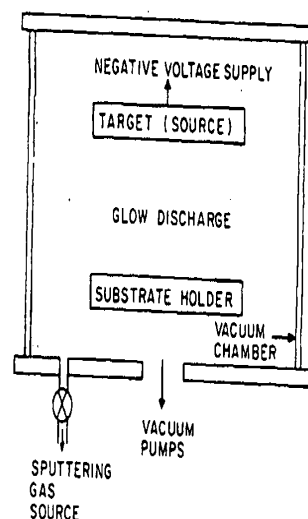 NEGATIVE VOLTAGE SUPPLY
TARGET (SOURCE)
GLOW DISCHARGE
SUBSTRATE HOLDER
VACUUM
CHAMBER
VACUUM
PUMPS
SPUTTERING
GAS
SOURCE